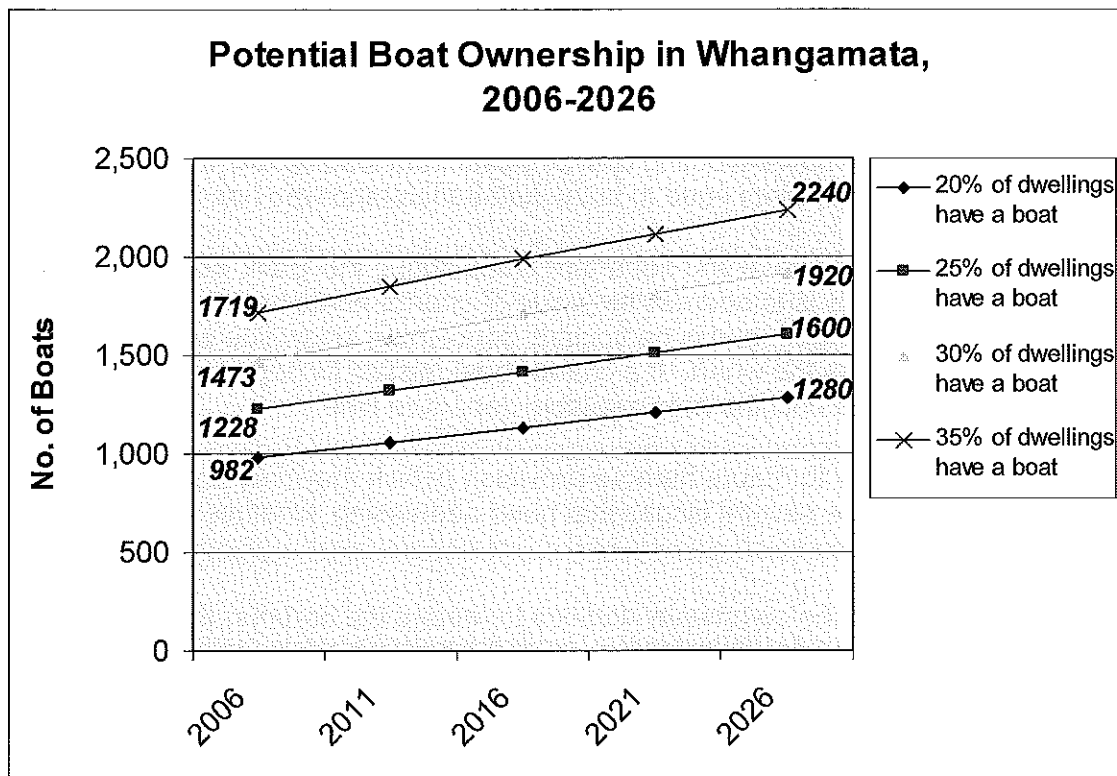 Potential Boat Ownership in Whangamata,
2006-2026
No. of Boats
2,500
2,000
1,500
1,000
500
0
1719
1473
1228
982
2240
1920
1600
1280
2006
2011
2016
2021
2026
20% of dwellings
have a boat
25% of dwellings
have a boat
30% of dwellings
have a boat
35% of dwellings
have a boat